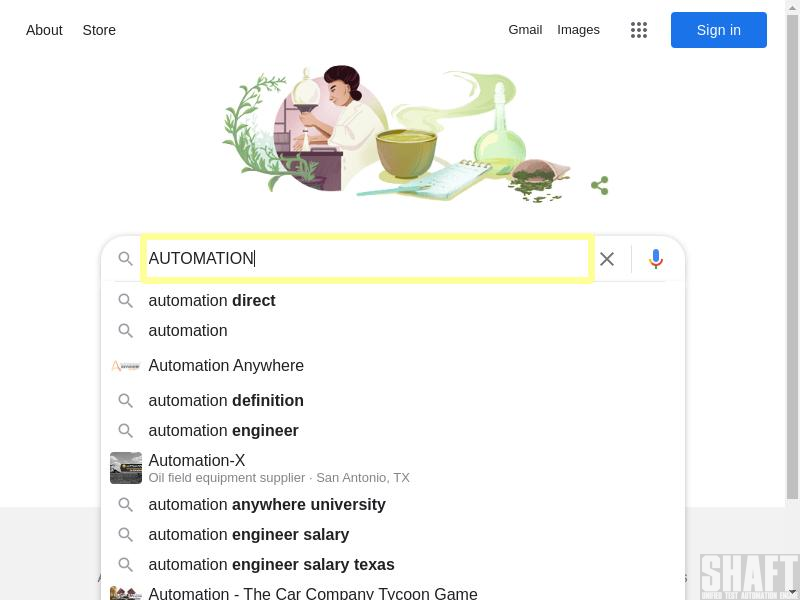 About Store Gmail Images Sign in
AUTOMATION
automation direct
automation
Automation Anywhere
automation definition
automation engineer
Automation-X
Oil field equipment supplier · San Antonio, TX
automation anywhere university
automation engineer salary
automation engineer salary texas
Automation - The Car Company Tycoon Game
SHAFT